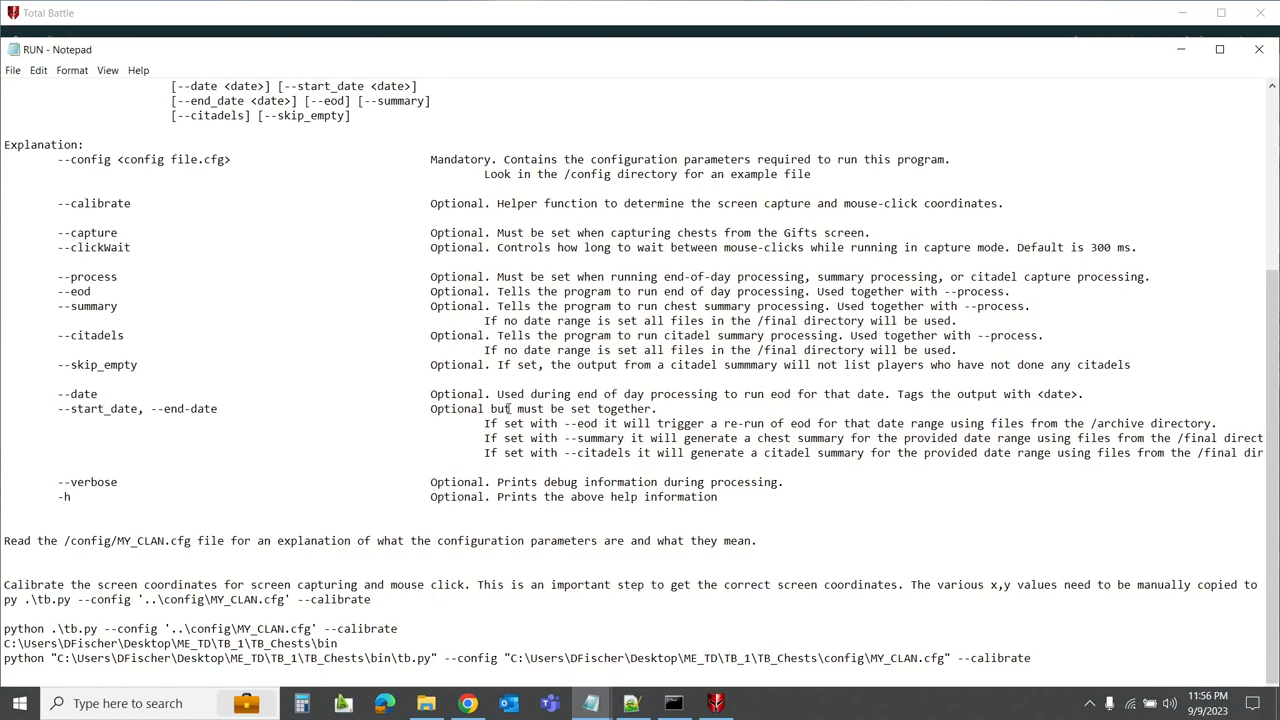 Total Battle
RUN - Notepad
File Edit Format View Help
[--date <date>] [--start_date <date>]
[--end_date <date>] [--eod] [--summary]
[--citadels] [--skip_empty]
Explanation:
--config <config file.cfg> Mandatory. Contains the configuration parameters required to run this program.
Look in the /config directory for an example file
--calibrate Optional. Helper function to determine the screen capture and mouse-click coordinates.
--capture Optional. Must be set when capturing chests from the Gifts screen.
--clickWait Optional. Controls how long to wait between mouse-clicks while running in capture mode. Default is 300 ms.
--process Optional. Must be set when running end-of-day processing, summary processing, or citadel capture processing.
--eod Optional. Tells the program to run end of day processing. Used together with --process.
--summary Optional. Tells the program to run chest summary processing. Used together with --process.
If no date range is set all files in the /final directory will be used.
--citadels Optional. Tells the program to run citadel summary processing. Used together with --process.
If no date range is set all files in the /final directory will be used.
--skip_empty Optional. If set, the output from a citadel summmary will not list players who have not done any citadels
--date Optional. Used during end of day processing to run eod for that date. Tags the output with <date>.
--start_date, --end-date Optional but must be set together.
If set with --eod it will trigger a re-run of eod for that date range using files from the /archive directory.
If set with --summary it will generate a chest summary for the provided date range using files from the /final direct
If set with --citadels it will generate a citadel summary for the provided date range using files from the /final dir
--verbose Optional. Prints debug information during processing.
-h Optional. Prints the above help information
Read the /config/MY_CLAN.cfg file for an explanation of what the configuration parameters are and what they mean.
Calibrate the screen coordinates for screen capturing and mouse click. This is an important step to get the correct screen coordinates. The various x,y values need to be manually copied to
py .\tb.py --config '..\config\MY_CLAN.cfg' --calibrate
python .\tb.py --config '..\config\MY_CLAN.cfg' --calibrate
C:\Users\DFischer\Desktop\ME_TD\TB_1\TB_Chests\bin
python "C:\Users\DFischer\Desktop\ME_TD\TB_1\TB_Chests\bin\tb.py" --config "C:\Users\DFischer\Desktop\ME_TD\TB_1\TB_Chests\config\MY_CLAN.cfg" --calibrate
Type here to search
11:56 PM
9/9/2023